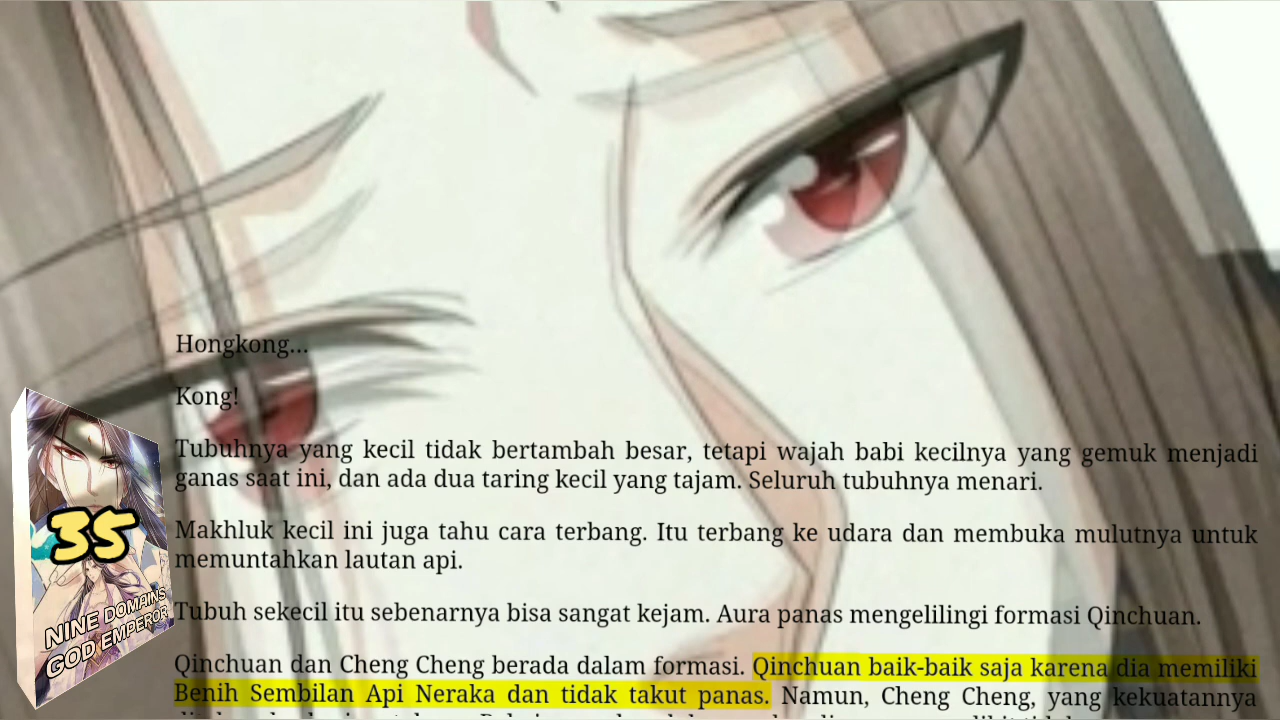 Hongkong...
Kong!
Tubuhnya yang kecil tidak bertambah besar, tetapi wajah babi kecilnya yang gemuk menjadi
ganas saat ini, dan ada dua taring kecil yang tajam. Seluruh tubuhnya menari.
Makhluk kecil ini juga tahu cara terbang. Itu terbang ke udara dan membuka mulutnya untuk
memuntahkan lautan api.
Tubuh sekecil itu sebenarnya bisa sangat kejam. Aura panas mengelilingi formasi Qinchuan.
Qinchuan dan Cheng Cheng berada dalam formasi. Qinchuan baik-baik saja karena dia memiliki
Benih Sembilan Api Neraka dan tidak takut panas. Namun, Cheng Cheng, yang kekuatannya
35
NINE DOMAINS
GOD EMPEROR